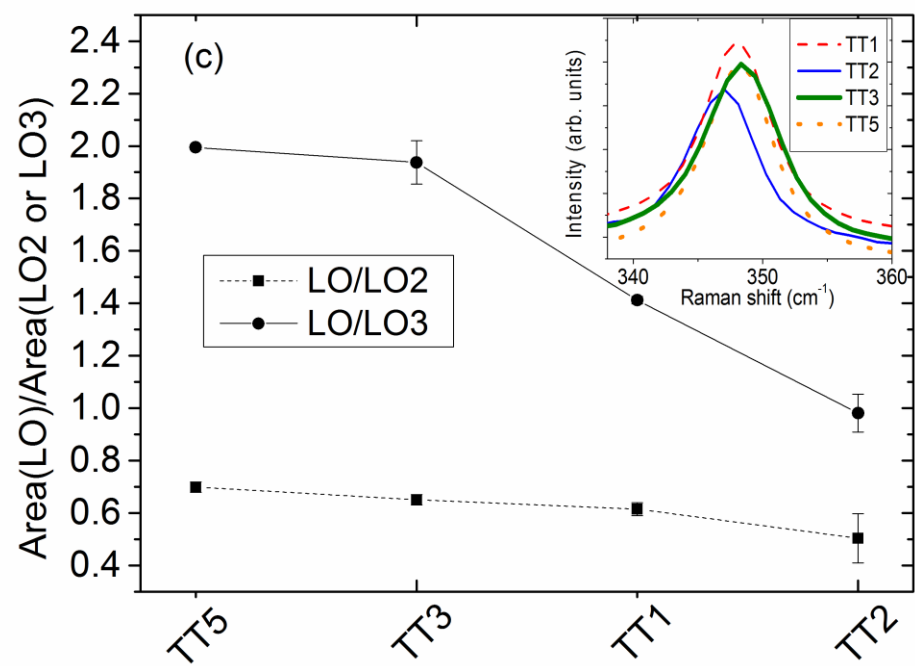 (c)
2.4
2.2
2.0
1.8
1.6
1.4
1.2
1.0
0.8
0.6
0.4
Area(LO)/Area(LO2 or LO3)
LO/LO2
LO/LO3
TT5
TT3
TT1
TT2
Intensity (arb. units)
TT1
TT2
TT3
TT5
340
350
360
Raman shift (cm⁻¹)